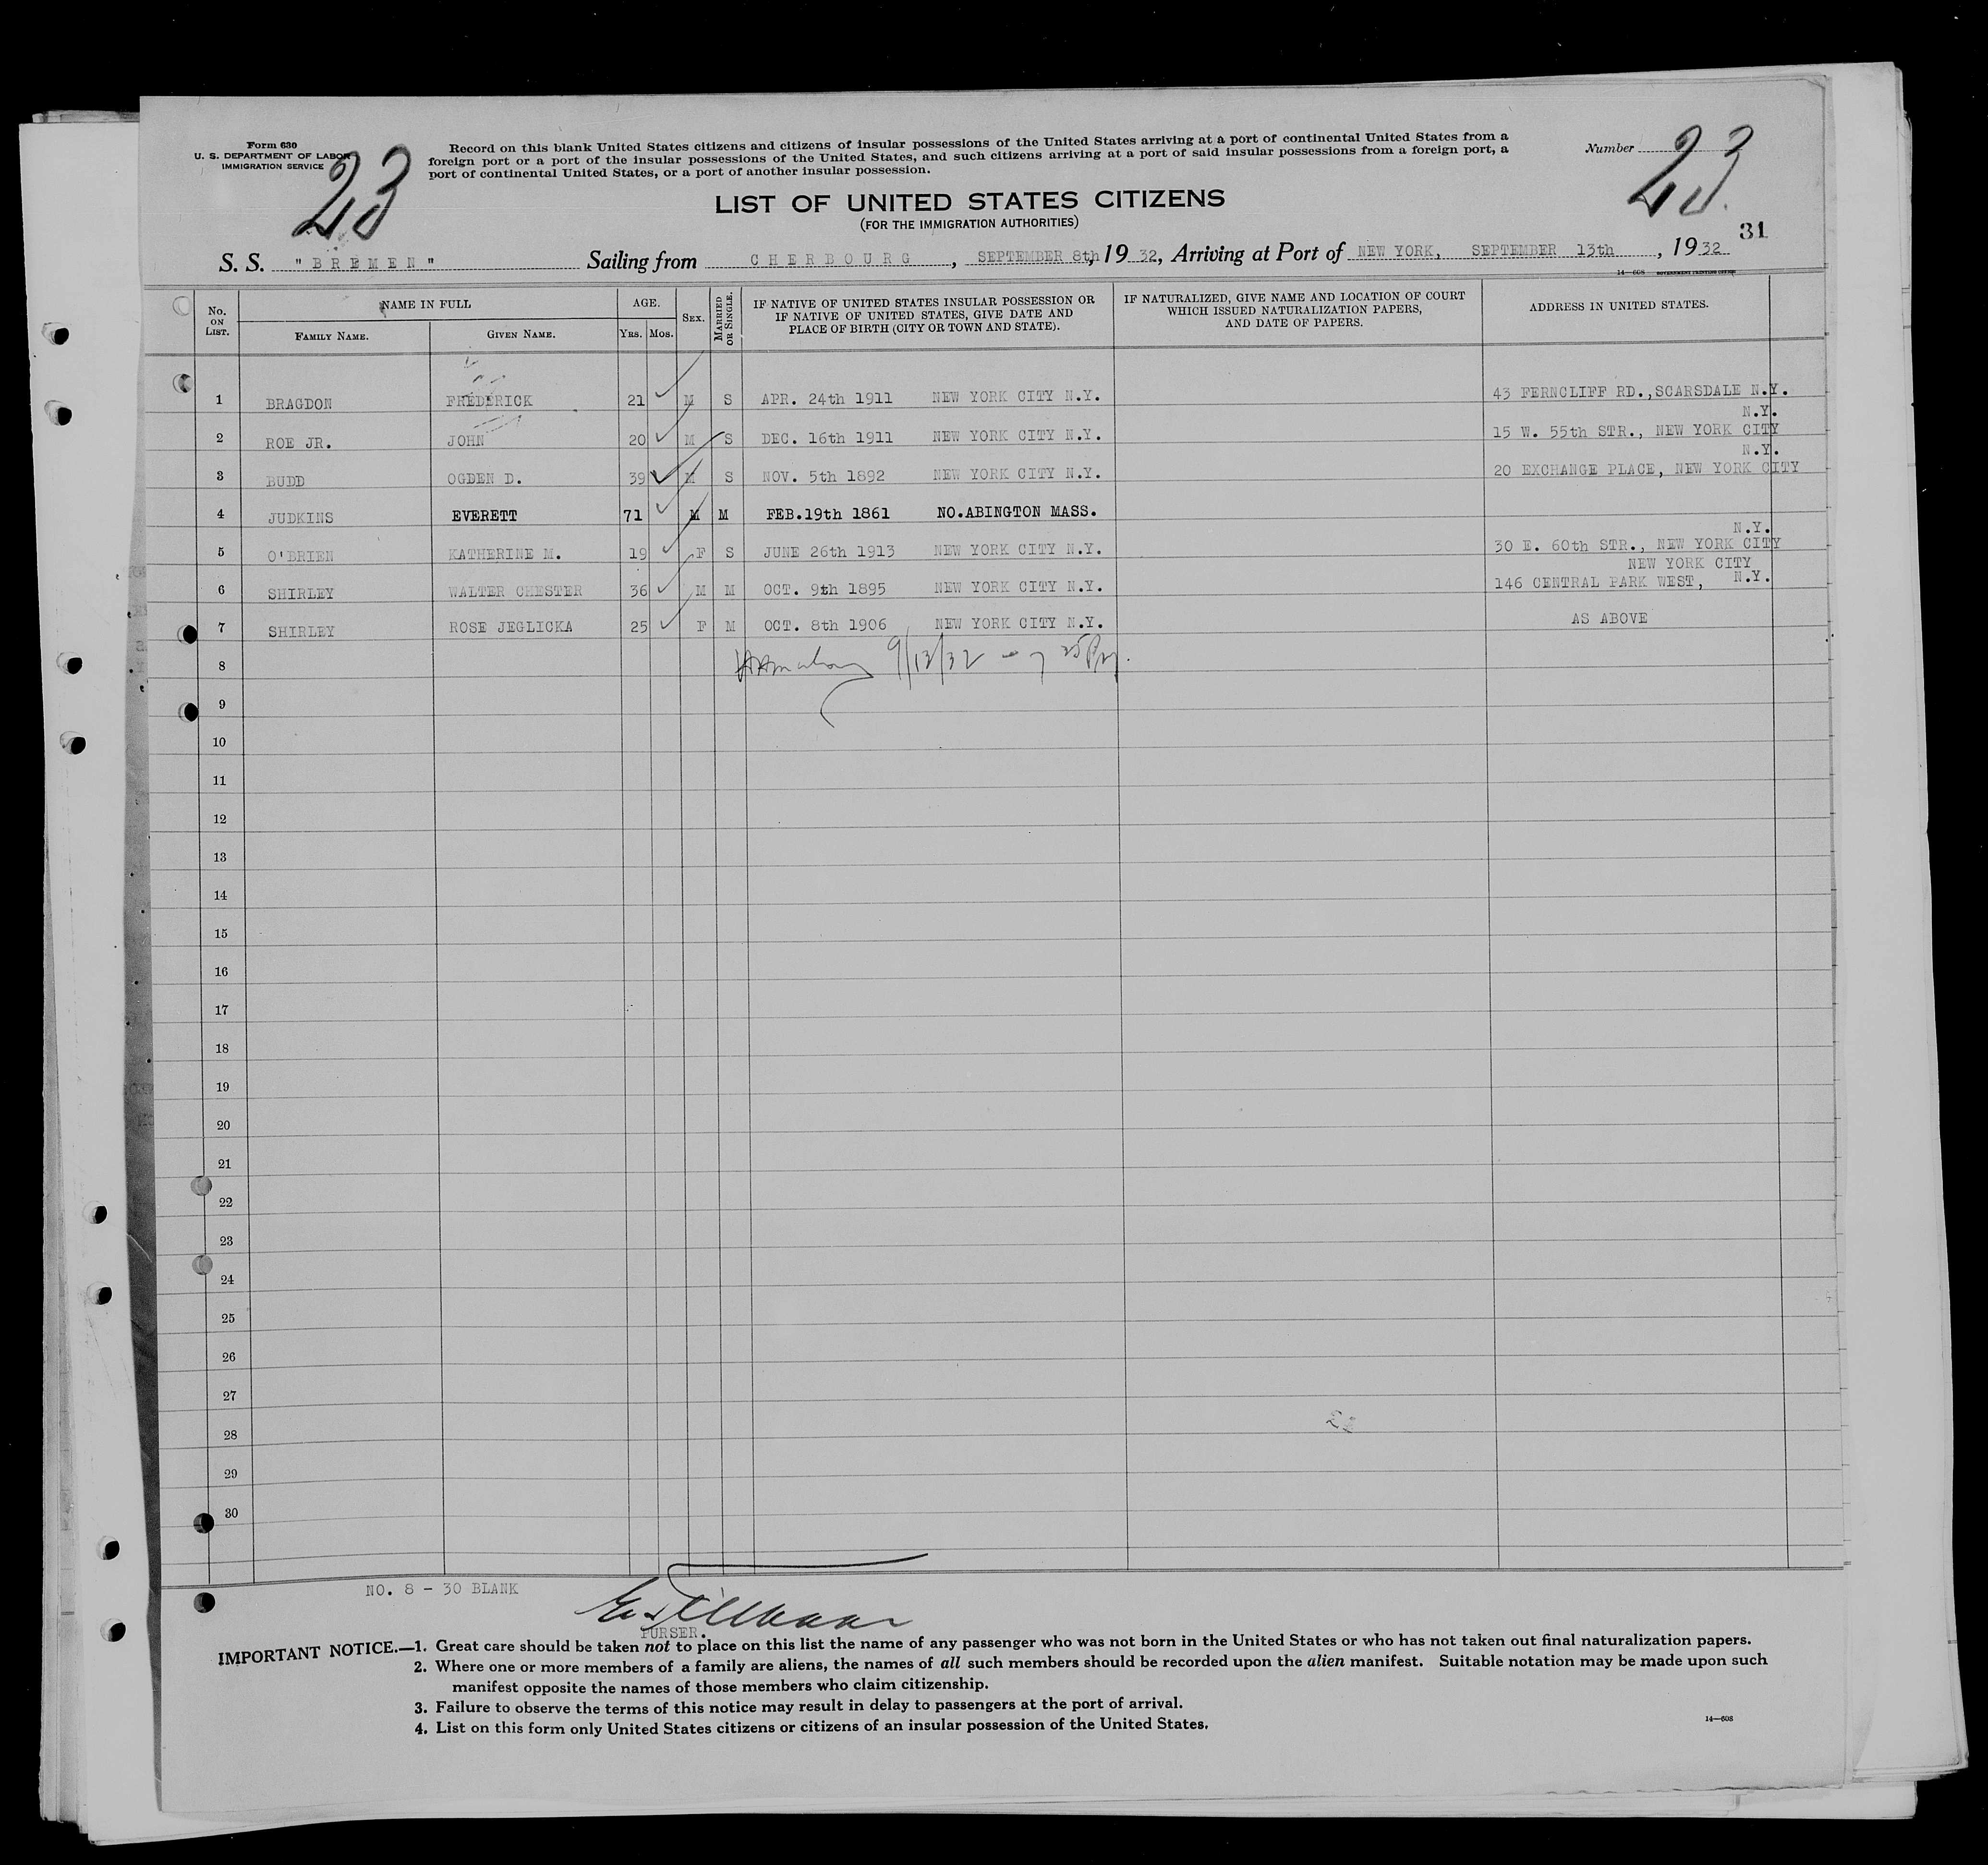 Form 630
U. S. DEPARTMENT OF LABOR
IMMIGRATION SERVICE
23
Record on this blank United States citizens and citizens of insular possessions of the United States arriving at a port of continental United States from a
foreign port or a port of the insular possessions of the United States, and such citizens arriving at a port of said insular possessions from a foreign port, a
port of continental United States, or a port of another insular possession.
Number 23
LIST OF UNITED STATES CITIZENS
(FOR THE IMMIGRATION AUTHORITIES)
31
S. S. "BREMEN" Sailing from CHERBOURG, SEPTEMBER 8th, 1932, Arriving at Port of NEW YORK, SEPTEMBER 13th, 1932
14—608 GOVERNMENT PRINTING OFFICE
No. ON LIST. NAME IN FULL FAMILY NAME. GIVEN NAME. AGE. YRS. MOS. SEX. MARRIED OR SINGLE. IF NATIVE OF UNITED STATES INSULAR POSSESSION OR IF NATIVE OF UNITED STATES, GIVE DATE AND PLACE OF BIRTH (CITY OR TOWN AND STATE). IF NATURALIZED, GIVE NAME AND LOCATION OF COURT WHICH ISSUED NATURALIZATION PAPERS, AND DATE OF PAPERS. ADDRESS IN UNITED STATES.
1 BRAGDON FREDERICK 21 M S APR. 24th 1911 NEW YORK CITY N.Y. 43 FERNCLIFF RD., SCARSDALE N.Y.
2 ROE JR. JOHN 20 M S DEC. 16th 1911 NEW YORK CITY N.Y. 15 W. 55th STR., NEW YORK CITY N.Y.
3 BUDD OGDEN D. 39 M S NOV. 5th 1892 NEW YORK CITY N.Y. 20 EXCHANGE PLACE, NEW YORK CITY N.Y.
4 JUDKINS EVERETT 71 M M FEB.19th 1861 NO.ABINGTON MASS.
5 O'BRIEN KATHERINE M. 19 F S JUNE 26th 1913 NEW YORK CITY N.Y. 30 E. 60th STR., NEW YORK CITY N.Y.
6 SHIRLEY WALTER CHESTER 36 M M OCT. 9th 1895 NEW YORK CITY N.Y. 146 CENTRAL PARK WEST, NEW YORK CITY N.Y.
7 SHIRLEY ROSE JEGLICKA 25 F M OCT. 8th 1906 NEW YORK CITY N.Y. AS ABOVE
8 9/13/32
9
10
11
12
13
14
15
16
17
18
19
20
21
22
23
24
25
26
27
28
29
30
NO. 8 - 30 BLANK
PURSER.
IMPORTANT NOTICE.—1. Great care should be taken not to place on this list the name of any passenger who was not born in the United States or who has not taken out final naturalization papers.
2. Where one or more members of a family are aliens, the names of all such members should be recorded upon the alien manifest. Suitable notation may be made upon such
manifest opposite the names of those members who claim citizenship.
3. Failure to observe the terms of this notice may result in delay to passengers at the port of arrival.
4. List on this form only United States citizens or citizens of an insular possession of the United States.
14—608